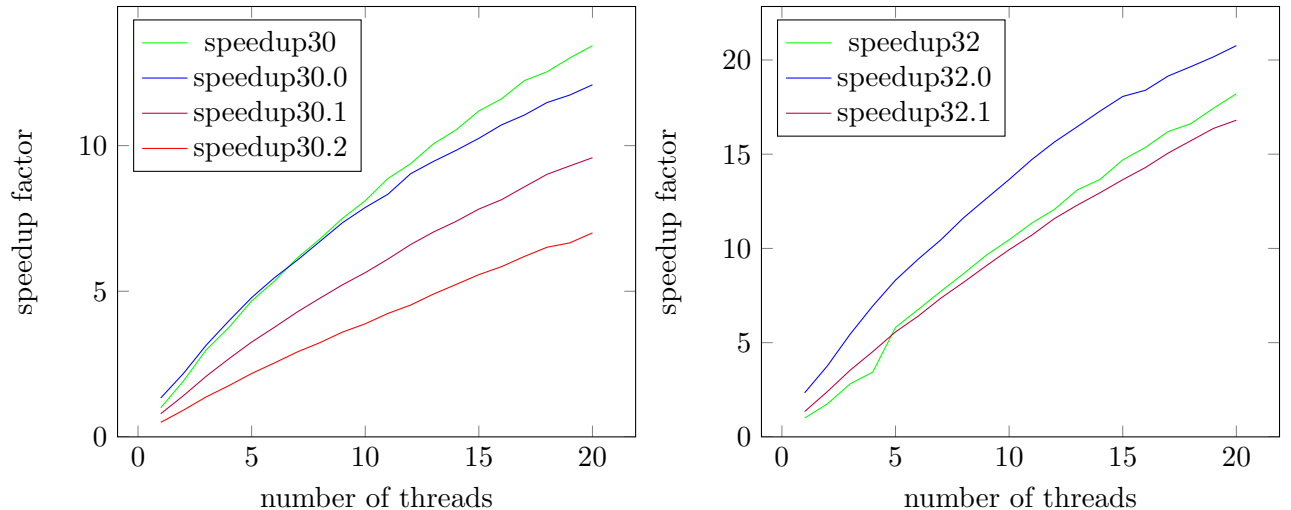 speedup30
speedup30.0
speedup30.1
speedup30.2
10
5
0
0 5 10 15 20
number of threads
speedup factor
speedup32
speedup32.0
speedup32.1
20
15
10
5
0
0 5 10 15 20
number of threads
speedup factor